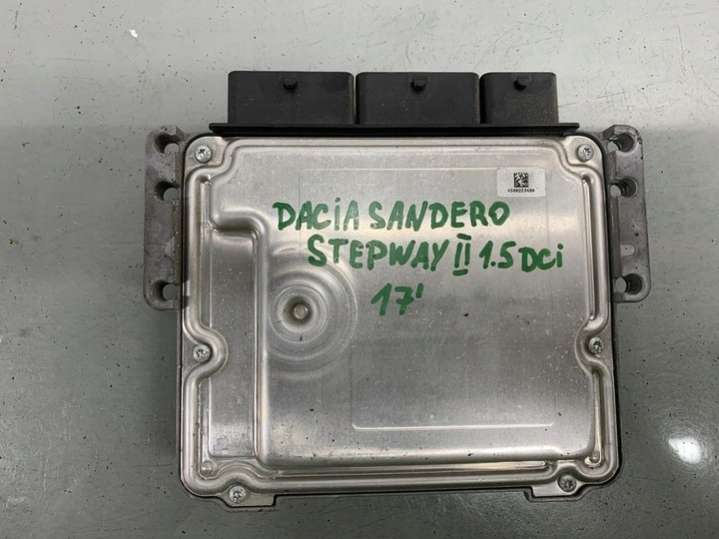 DACIA SANDERO
STEPWAY II 1.5 DCi
17'